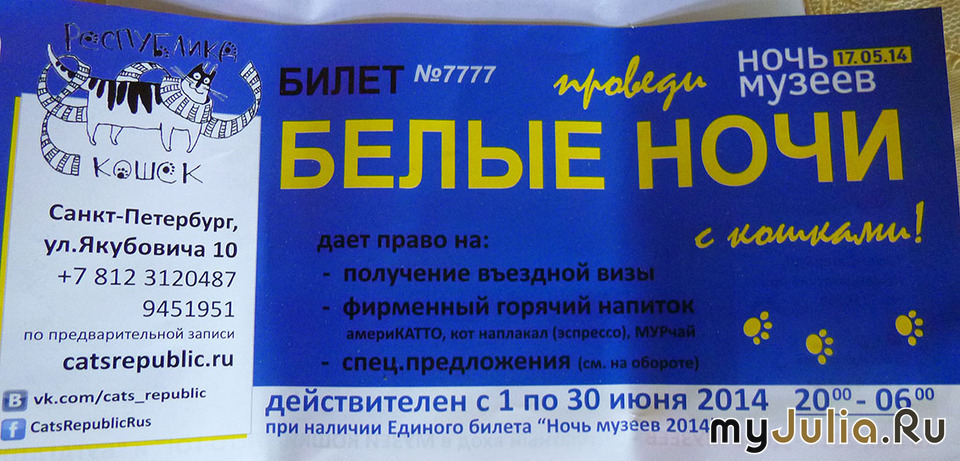 РЕСПУБЛИКА
КОШЕК
Санкт-Петербург,
ул.Якубовича 10
+7 812 3120487
9451951
по предварительной записи
catsrepublic.ru
vk.com/cats_republic
CatsRepublicRus
БИЛЕТ №7777
проведи
НОЧЬ 17.05.14
музеев
БЕЛЫЕ НОЧИ
с кошками!
дает право на:
- получение въездной визы
- фирменный горячий напиток
америКАТТО, кот наплакал (эспрессо), МУРчай
- спец.предложения (см. на обороте)
действителен с 1 по 30 июня 2014 20⁰⁰ - 06⁰⁰
при наличии Единого билета “Ночь музеев 2014
myJulia.Ru